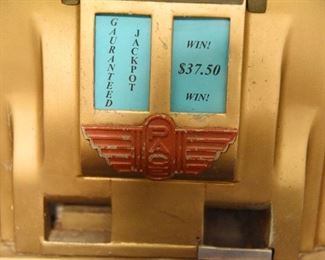 GAURANTEED
JACKPOT
WIN!
$37.50
WIN!
PACE